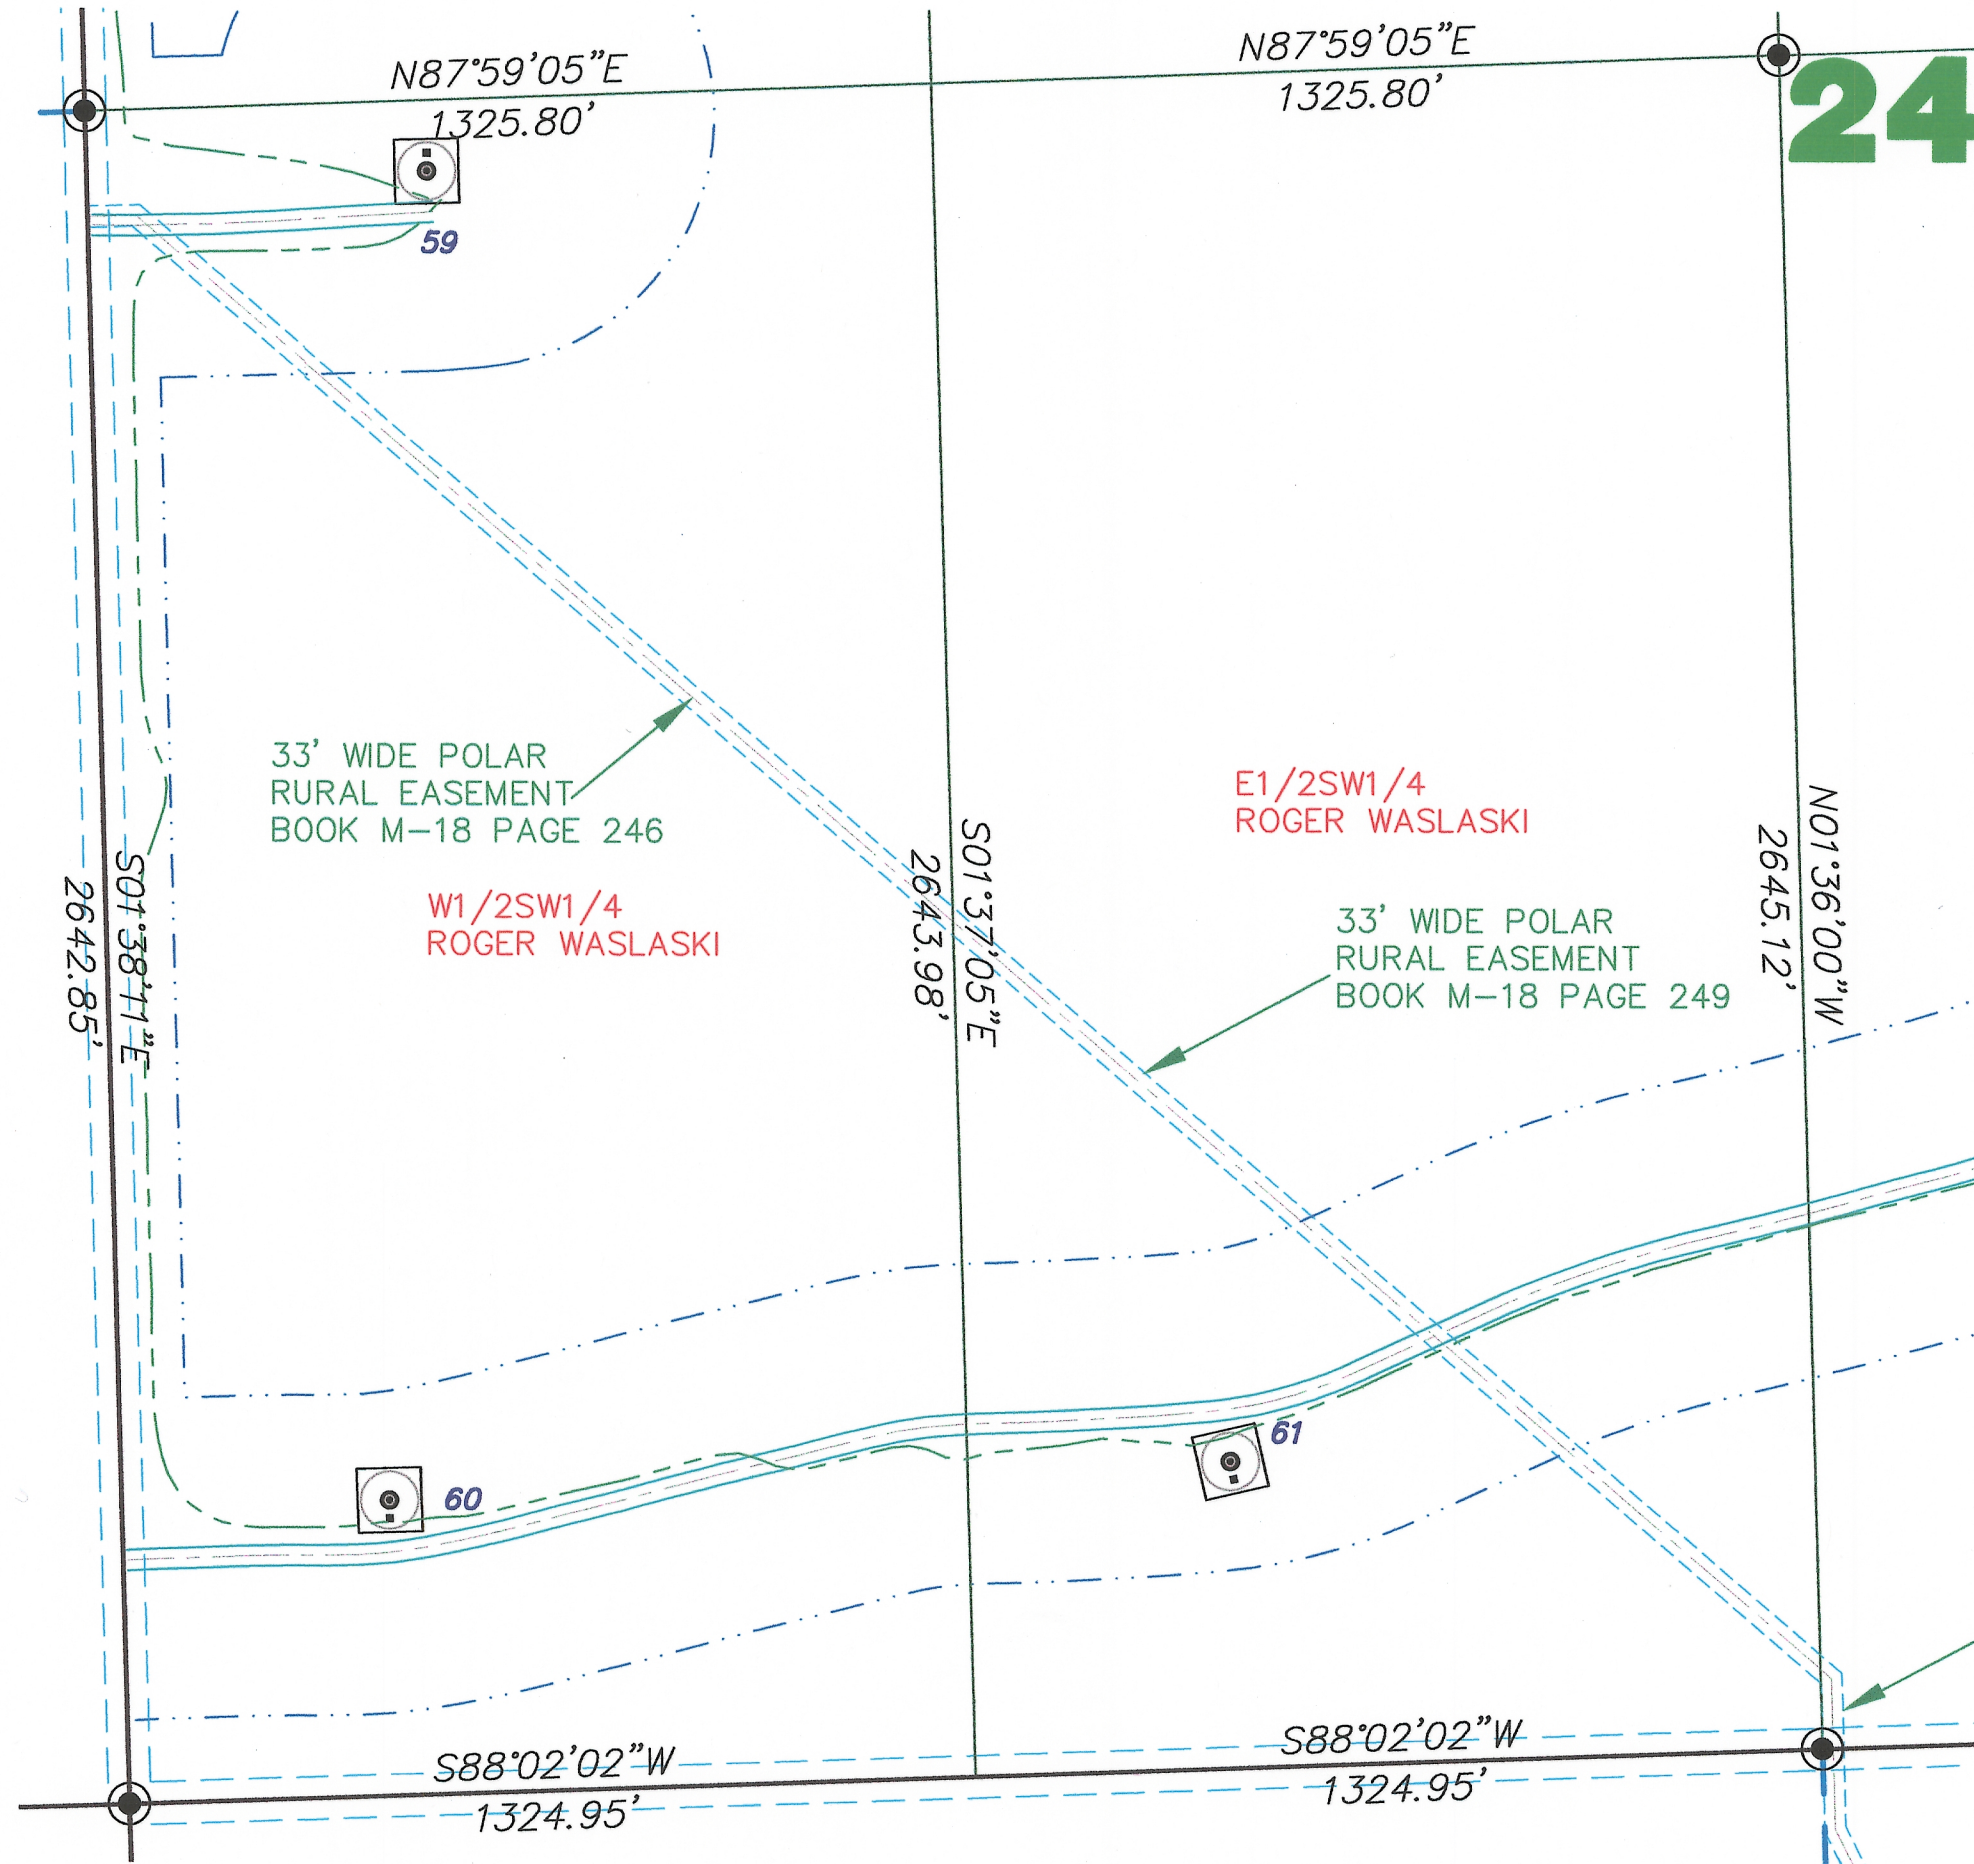 N87°59'05"E
1325.80'
N87°59'05"E
1325.80'
24
59
33' WIDE POLAR
RURAL EASEMENT
BOOK M-18 PAGE 246
W1/2SW1/4
ROGER WASLASKI
E1/2SW1/4
ROGER WASLASKI
33' WIDE POLAR
RURAL EASEMENT
BOOK M-18 PAGE 249
S01°38'11"E
2642.85'
S01°37'05"E
2643.98'
N01°36'00"W
2645.12'
60
61
S88°02'02"W
1324.95'
S88°02'02"W
1324.95'